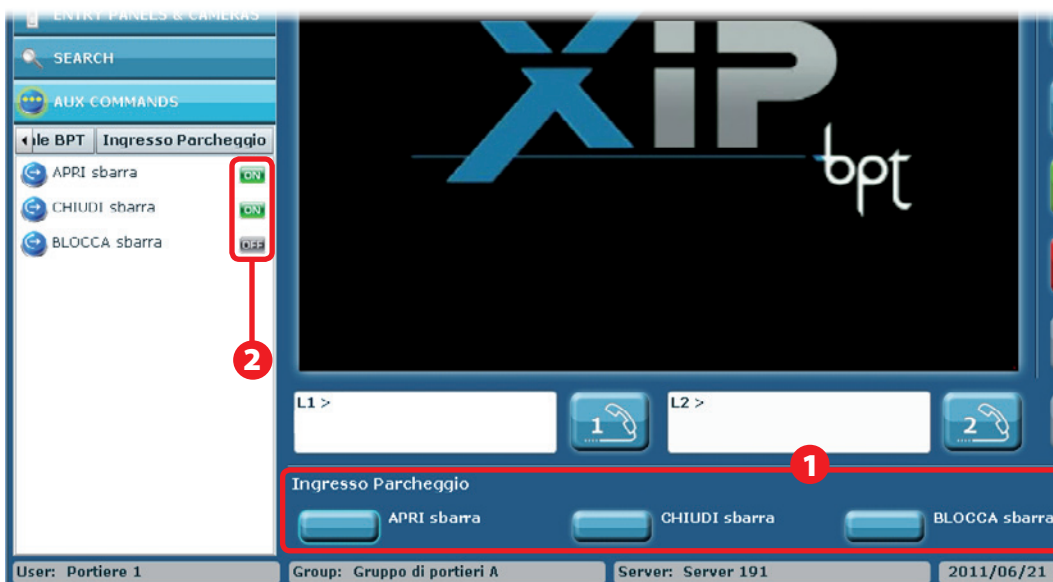 ENTRY PANELS & CAMERAS
SEARCH
AUX COMMANDS
ale BPT Ingresso Parcheggio
APRI sbarra ON
CHIUDI sbarra ON
BLOCCA sbarra OFF
2
XiP
bpt
L1 >
1
L2 >
2
1
Ingresso Parcheggio
APRI sbarra
CHIUDI sbarra
BLOCCA sbarra
User: Portiere 1
Group: Gruppo di portieri A
Server: Server 191
2011/06/21